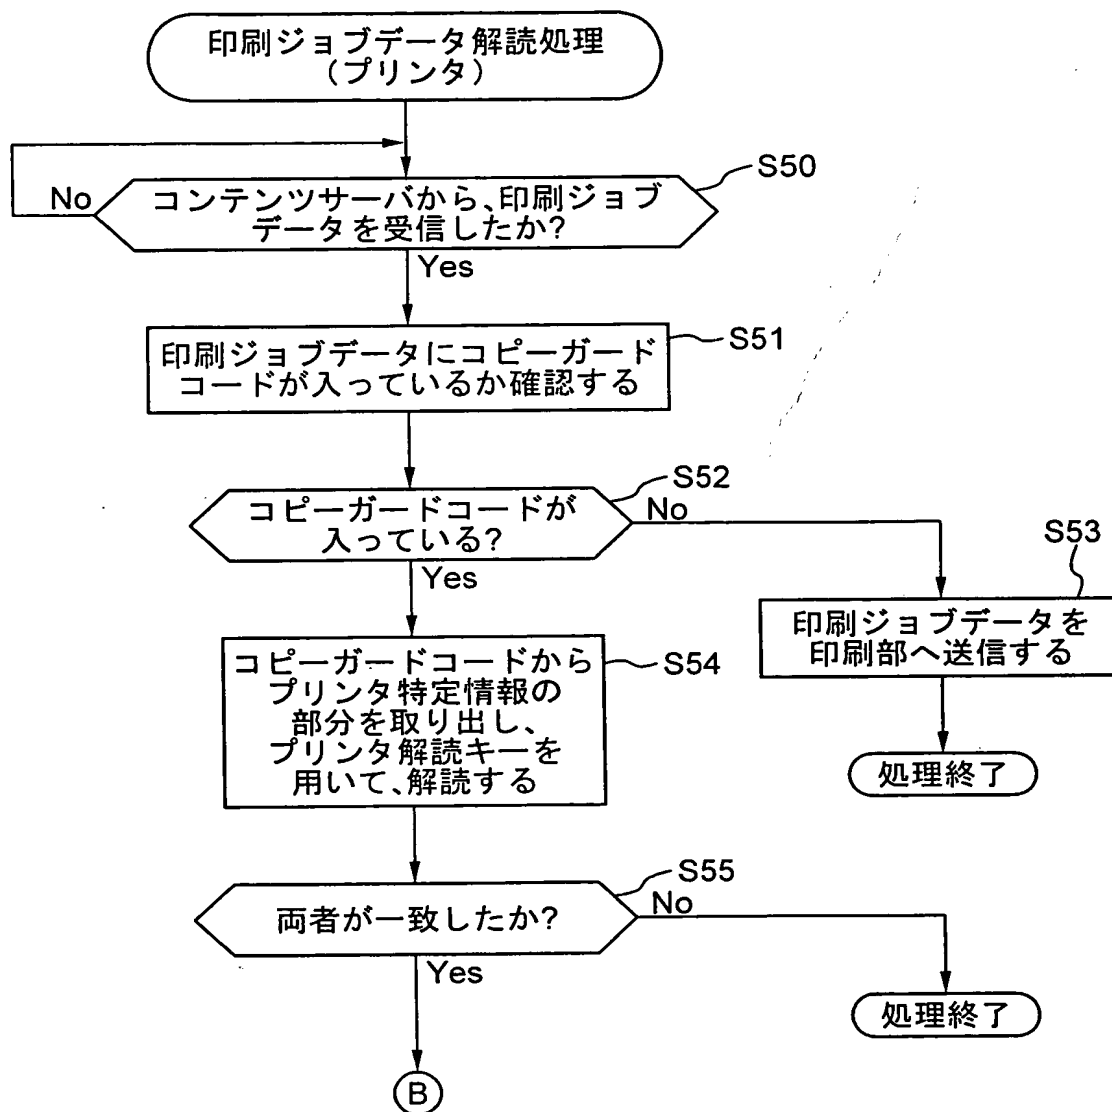 印刷ジョブデータ解読処理
(プリンタ)
S50
No
コンテンツサーバから、印刷ジョブ
データを受信したか?
Yes
S51
印刷ジョブデータにコピーガード
コードが入っているか確認する
S52
コピーガードコードが
入っている?
No
Yes
S53
印刷ジョブデータを
印刷部へ送信する
処理終了
S54
コピーガードコードから
プリンタ特定情報の
部分を取り出し、
プリンタ解読キーを
用いて、解読する
S55
両者が一致したか?
No
Yes
処理終了
B